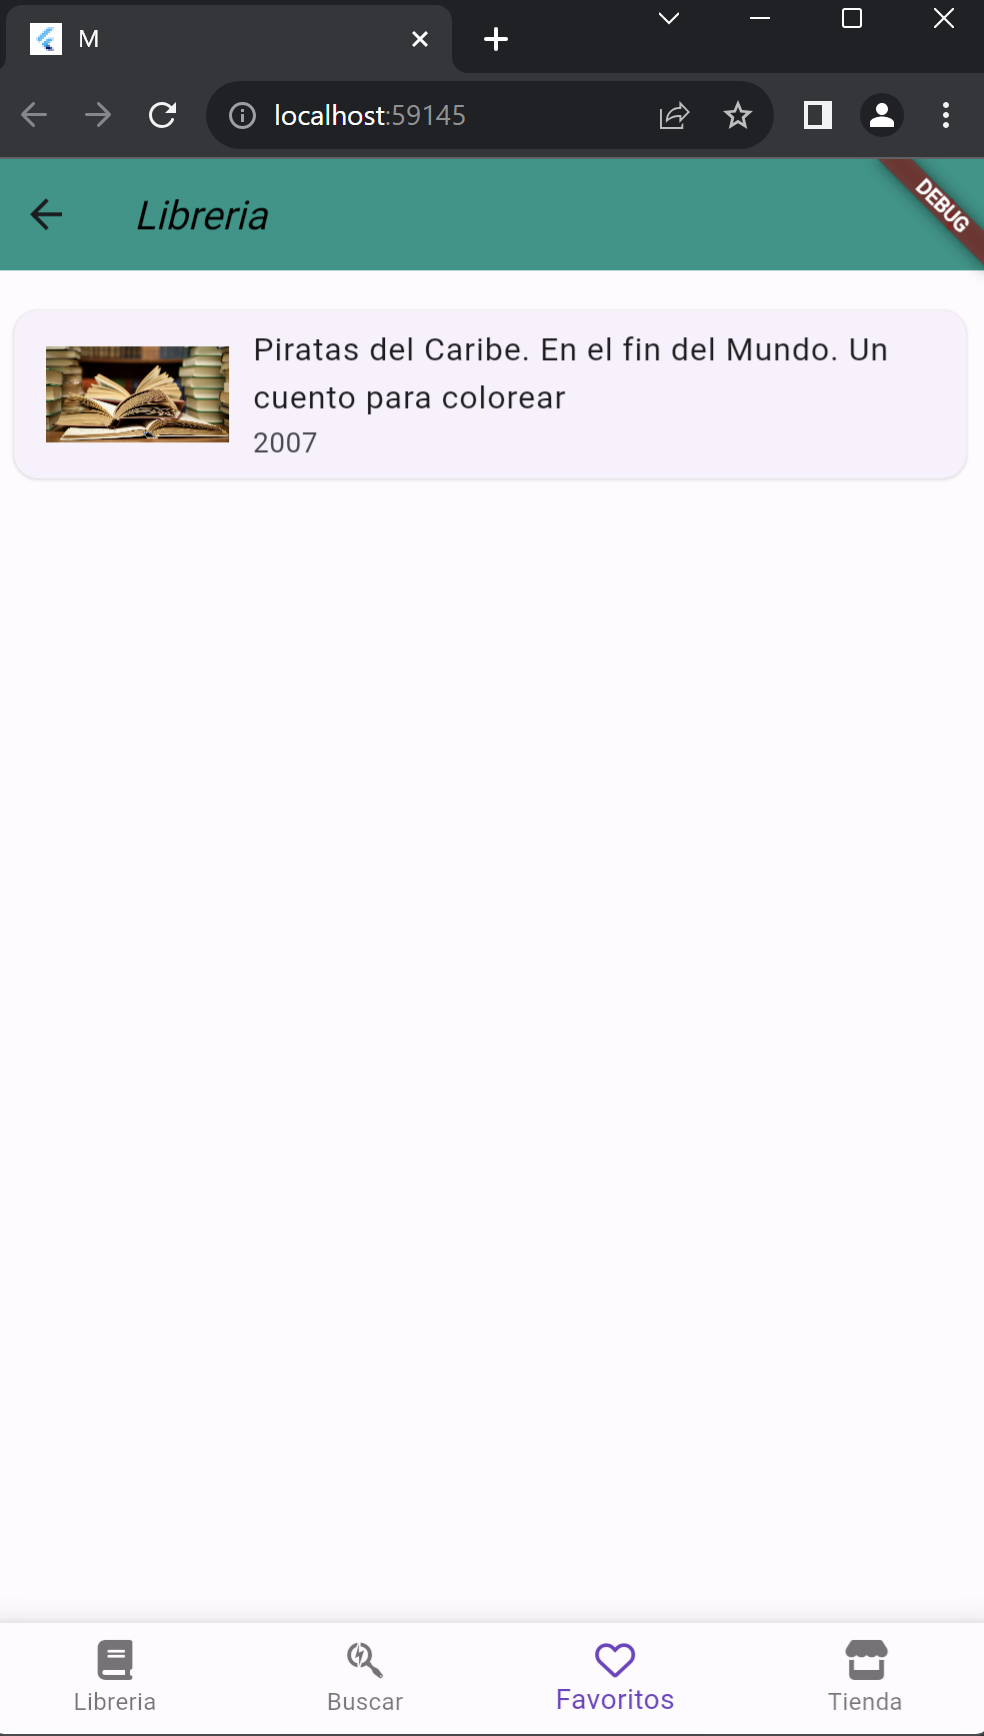 M
localhost:59145
Libreria
DEBUG
Piratas del Caribe. En el fin del Mundo. Un
cuento para colorear
2007
Libreria
Buscar
Favoritos
Tienda